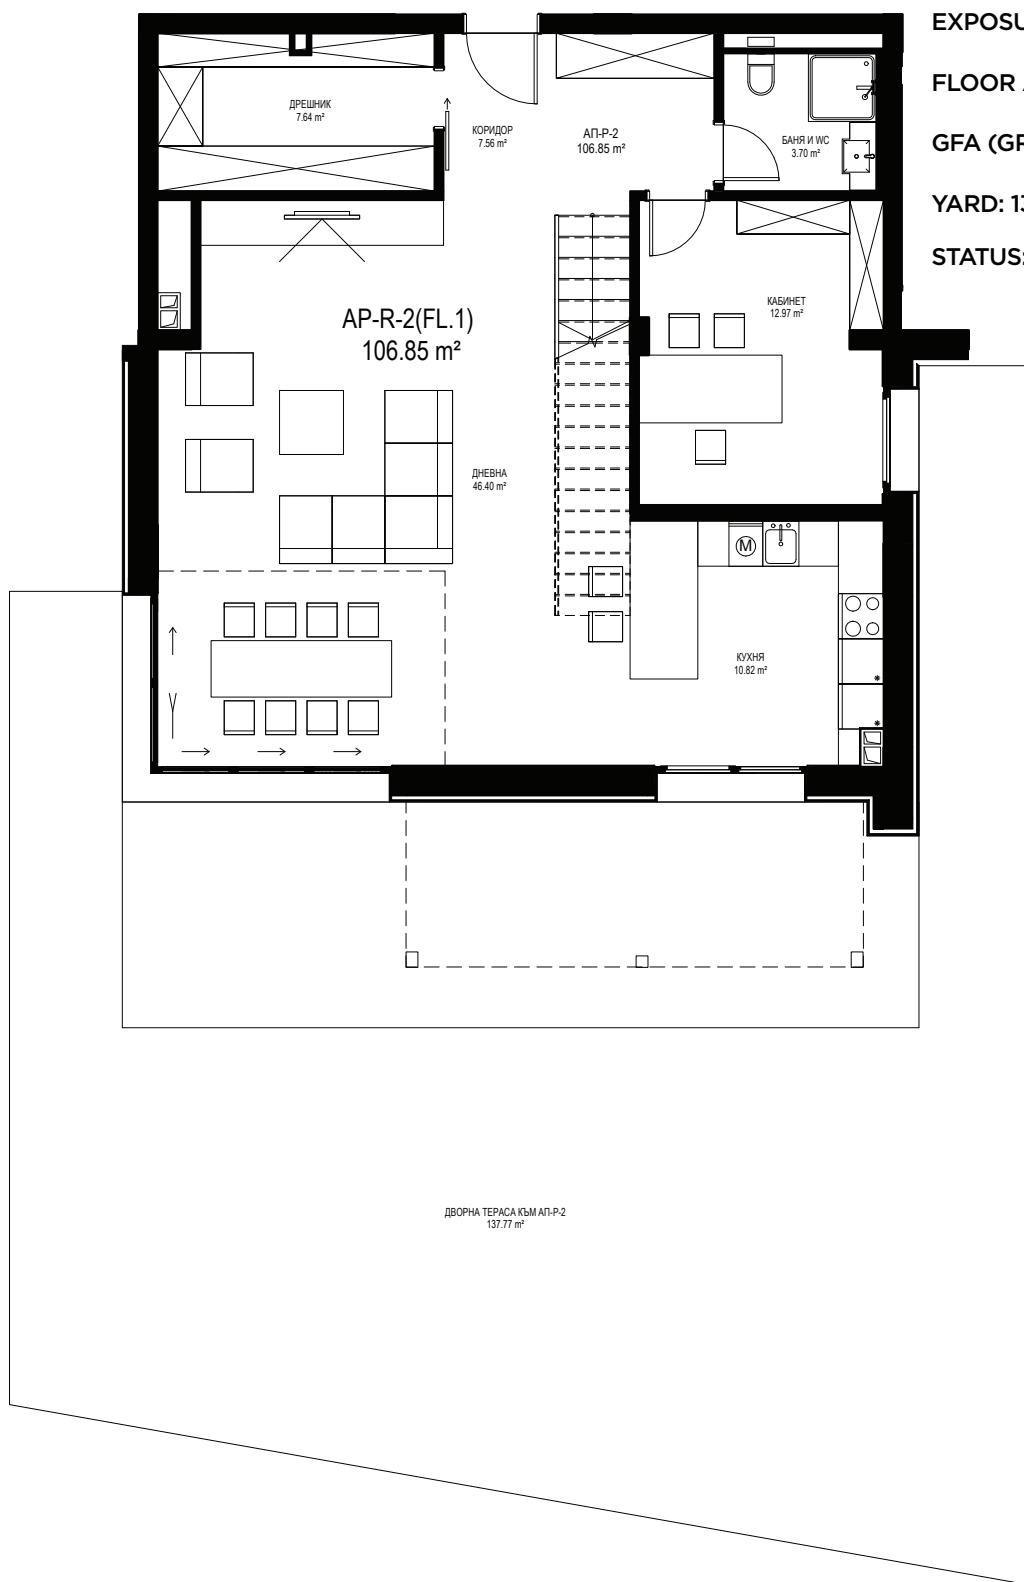 EXPOSU
FLOOR
GFA (GR
YARD: 13
STATUS:
ДРЕШНИК
7.64 m²
КОРИДОР
7.56 m²
АП-Р-2
106.85 m²
БАНЯ И WC
3.70 m²
AP-R-2(FL.1)
106.85 m²
КАБИНЕТ
12.97 m²
ДНЕВНА
46.40 m²
M
КУХНЯ
10.82 m²
ДВОРНА ТЕРАСА КЪМ АП-Р-2
137.77 m²